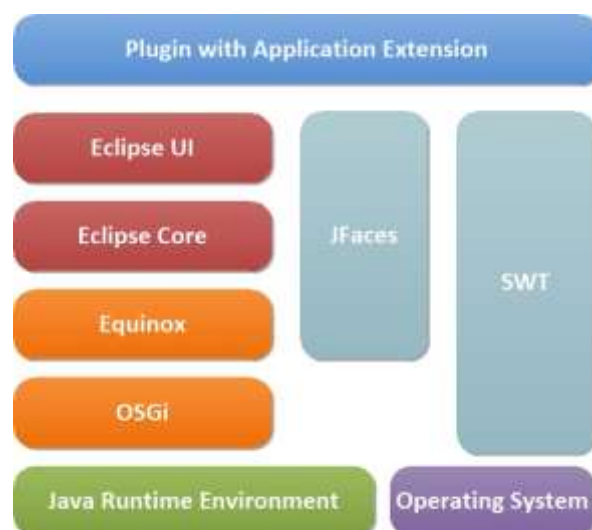 Plugin with Application Extension
Eclipse UI
Eclipse Core
JFaces
SWT
Equinox
OSGi
Java Runtime Environment
Operating System